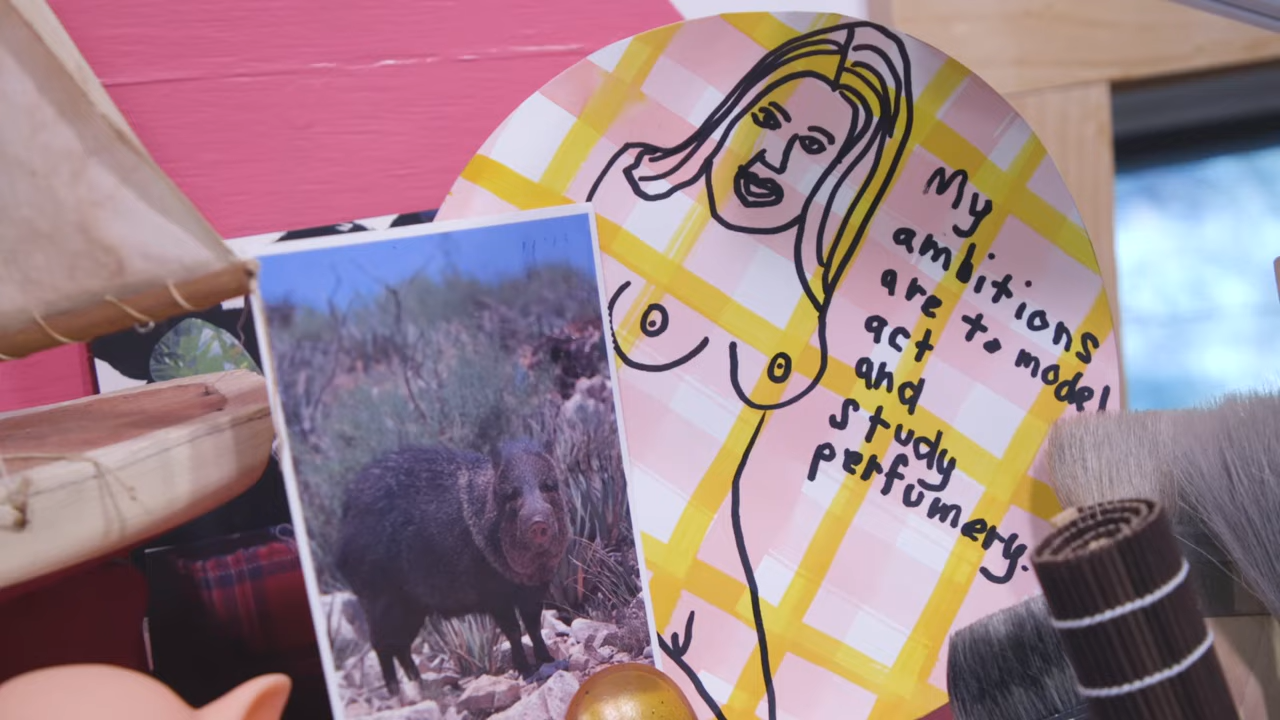 My
ambitions
are to model
act
and
study
perfumery.